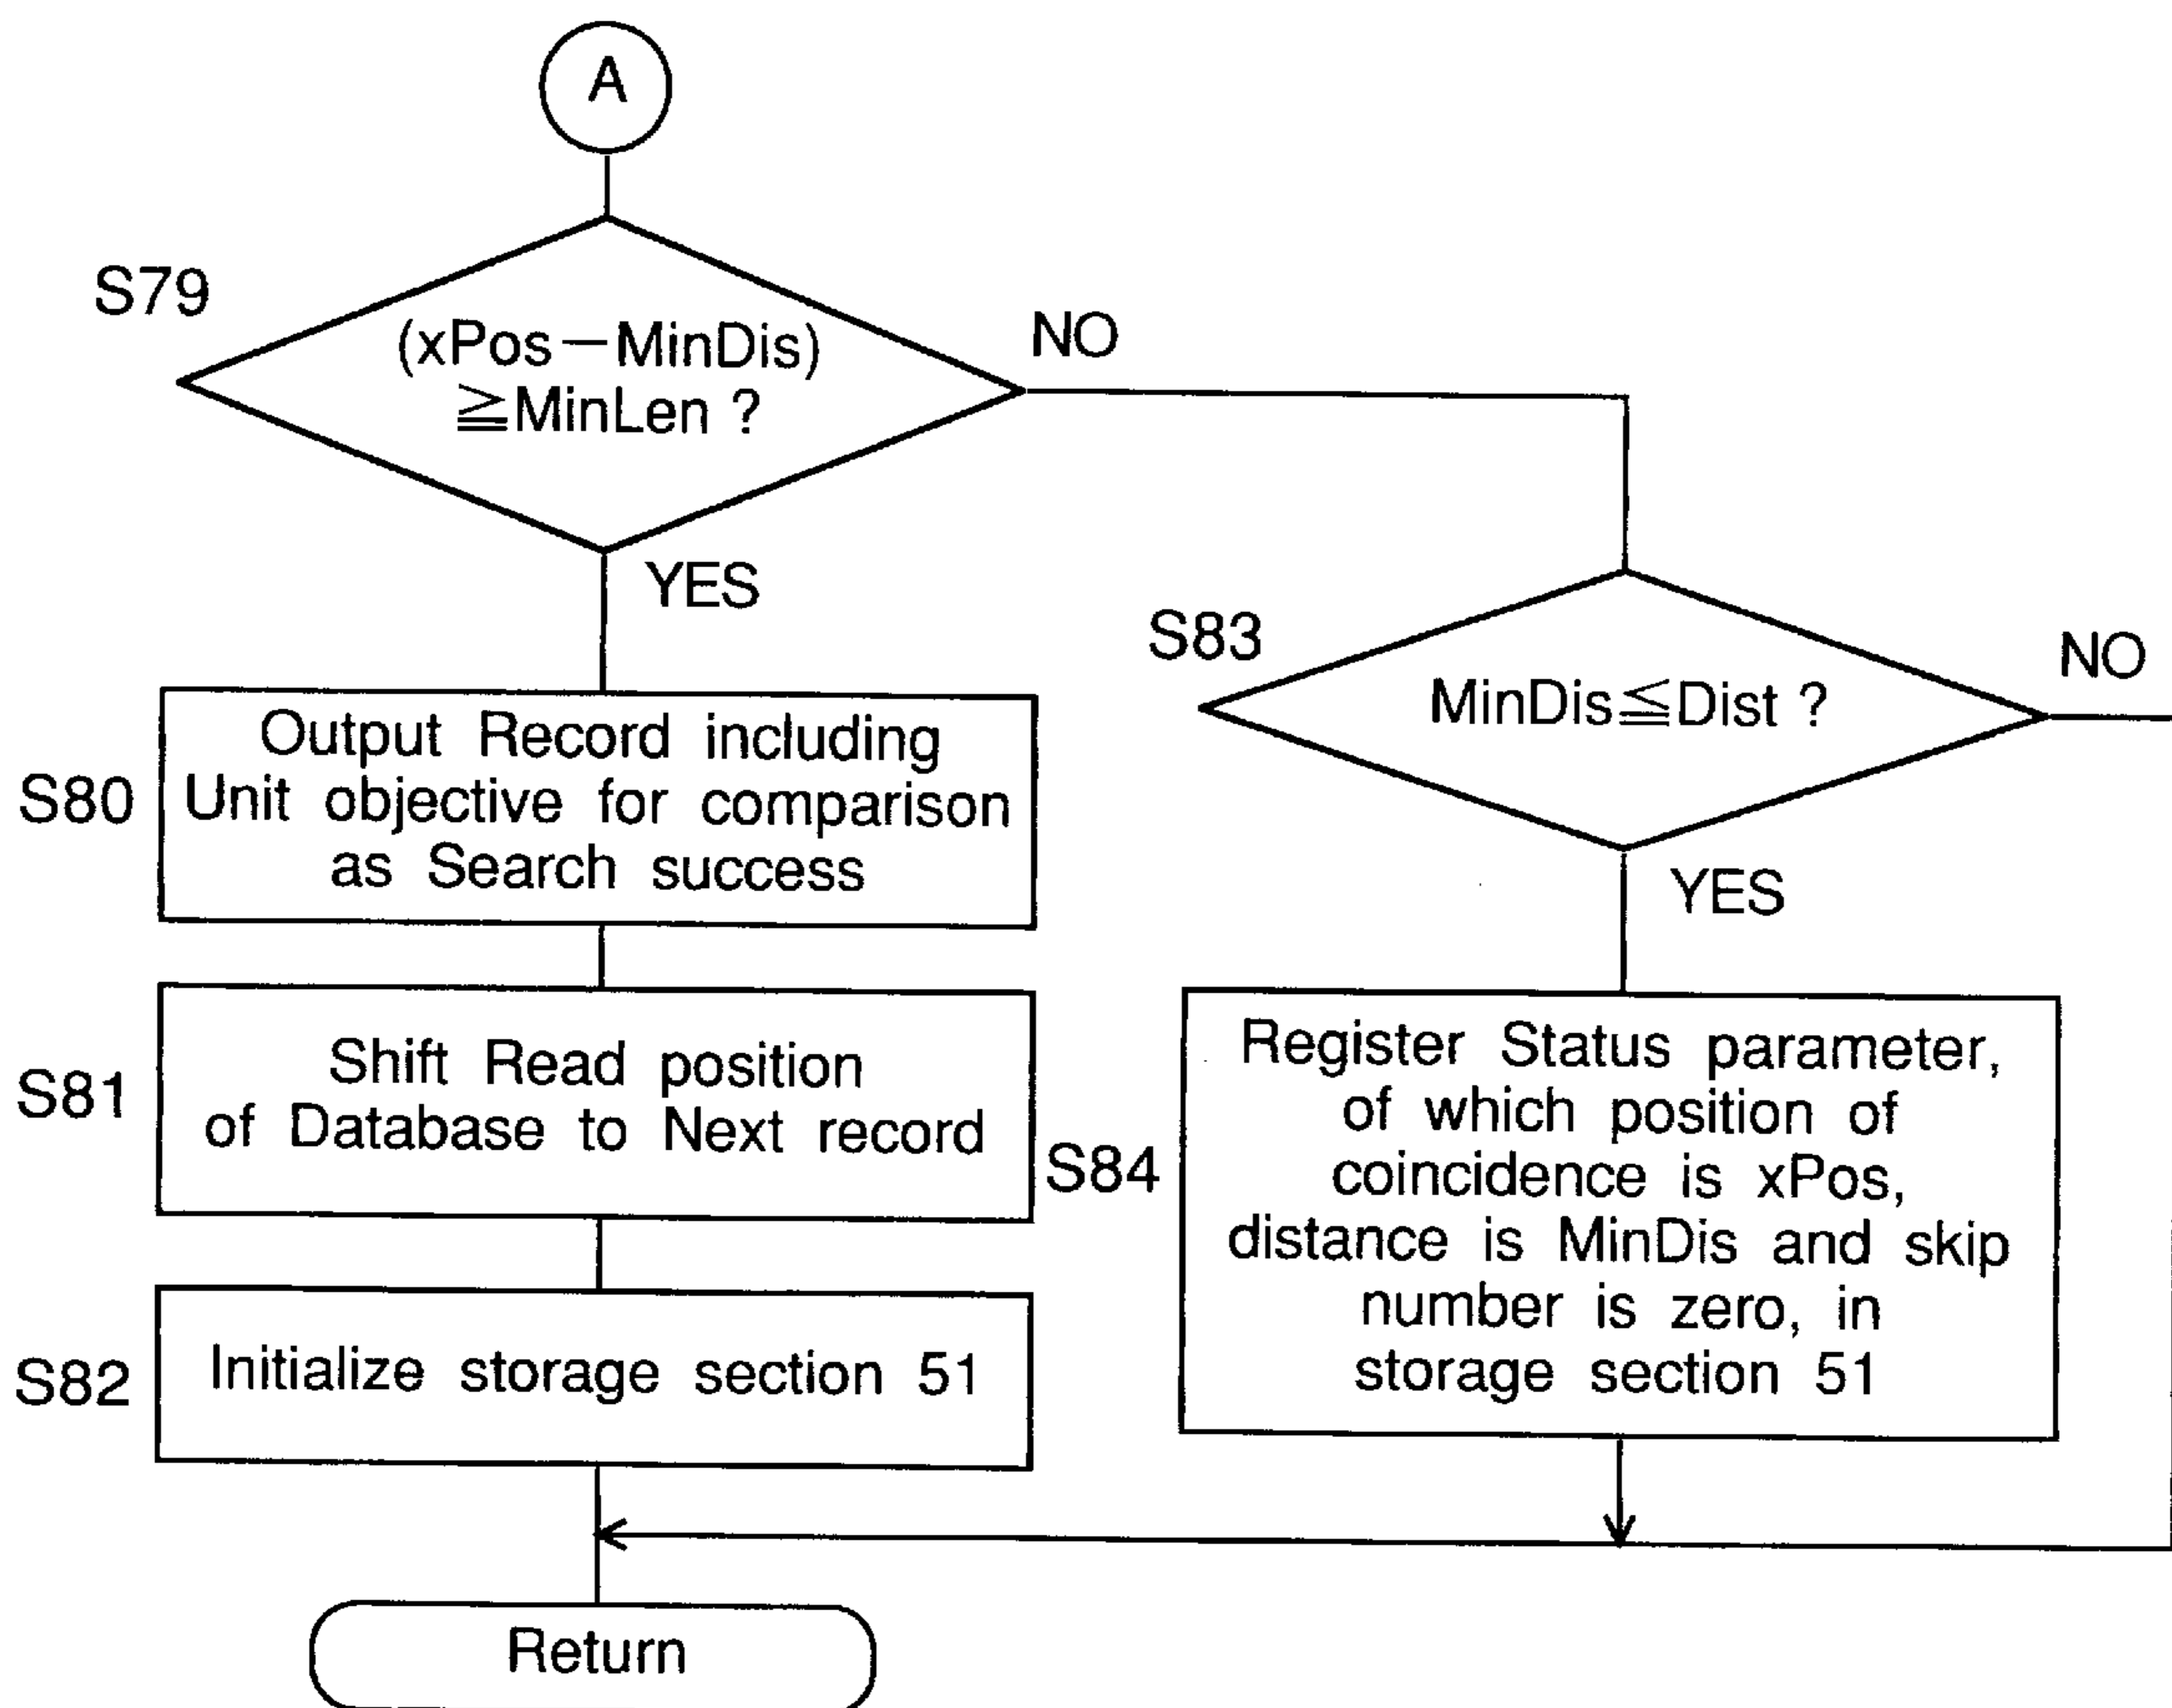 A
S79
(xPos－MinDis)
≧MinLen ?
NO
YES
S80
Output Record including
Unit objective for comparison
as Search success
S81
Shift Read position
of Database to Next record
S82
Initialize storage section 51
S83
MinDis≦Dist ?
NO
YES
S84
Register Status parameter,
of which position of
coincidence is xPos,
distance is MinDis and skip
number is zero, in
storage section 51
Return